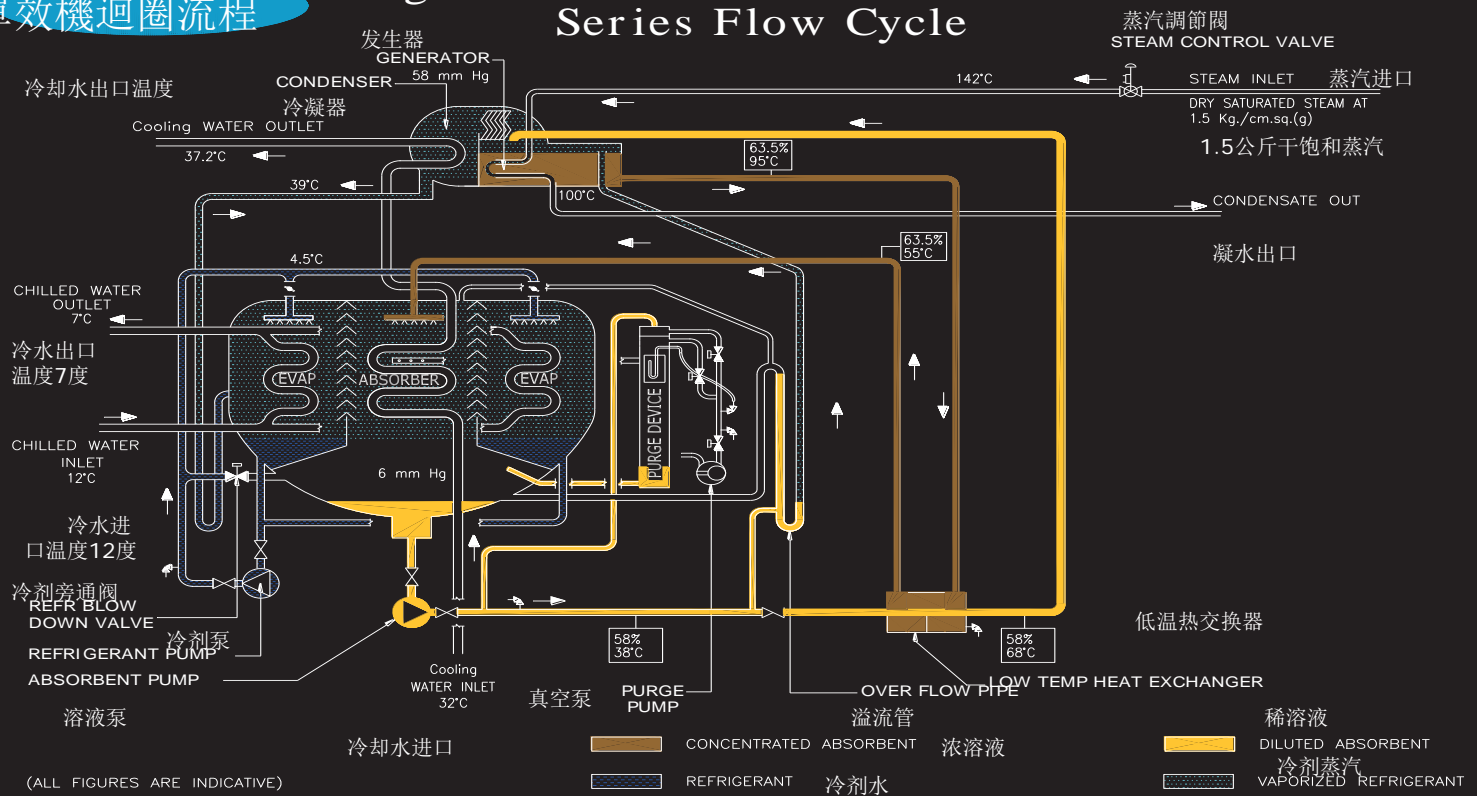 效機迴圈流程
Series Flow Cycle
蒸汽調節閥
STEAM CONTROL VALVE
发生器
GENERATOR
58 mm Hg
CONDENSER
冷凝器
142°C
STEAM INLET
蒸汽进口
DRY SATURATED STEAM AT
1.5 Kg./cm.sq.(g)
1.5公斤干饱和蒸汽
冷却水出口温度
Cooling WATER OUTLET
37.2°C
39°C
63.5%
95°C
100°C
CONDENSATE OUT
凝水出口
63.5%
55°C
4.5°C
CHILLED WATER
OUTLET
7°C
冷水出口
温度7度
EVAP
ABSORBER
EVAP
PURGE DEVICE
CHILLED WATER
INLET
12°C
6 mm Hg
冷水进
口温度12度
冷剂旁通阀
REFR BLOW
DOWN VALVE
冷剂泵
REFRIGERANT PUMP
ABSORBENT PUMP
溶液泵
Cooling
WATER INLET
32°C
冷却水进口
真空泵
PURGE
PUMP
58%
38°C
58%
68°C
低温热交换器
LOW TEMP HEAT EXCHANGER
OVER FLOW PIPE
溢流管
CONCENTRATED ABSORBENT
浓溶液
稀溶液
DILUTED ABSORBENT
(ALL FIGURES ARE INDICATIVE)
REFRIGERANT
冷剂水
冷剂蒸汽
VAPORIZED REFRIGERANT